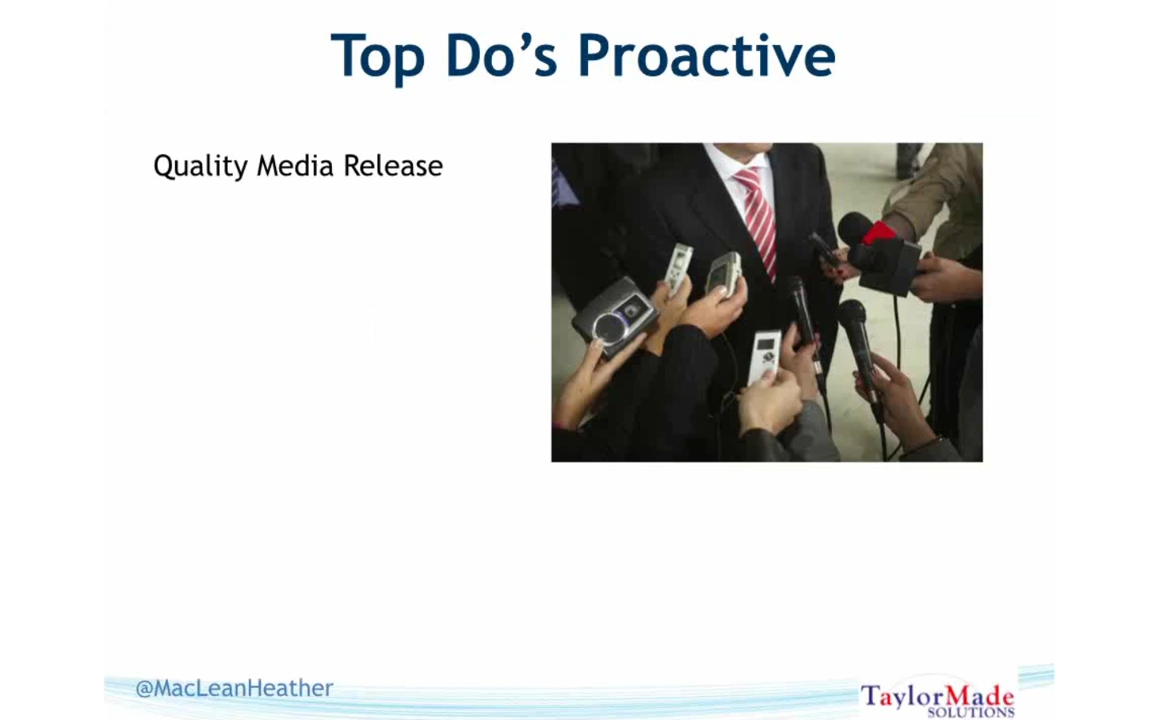 Top Do’s Proactive
Quality Media Release
@MacLeanHeather
TaylorMade
SOLUTIONS